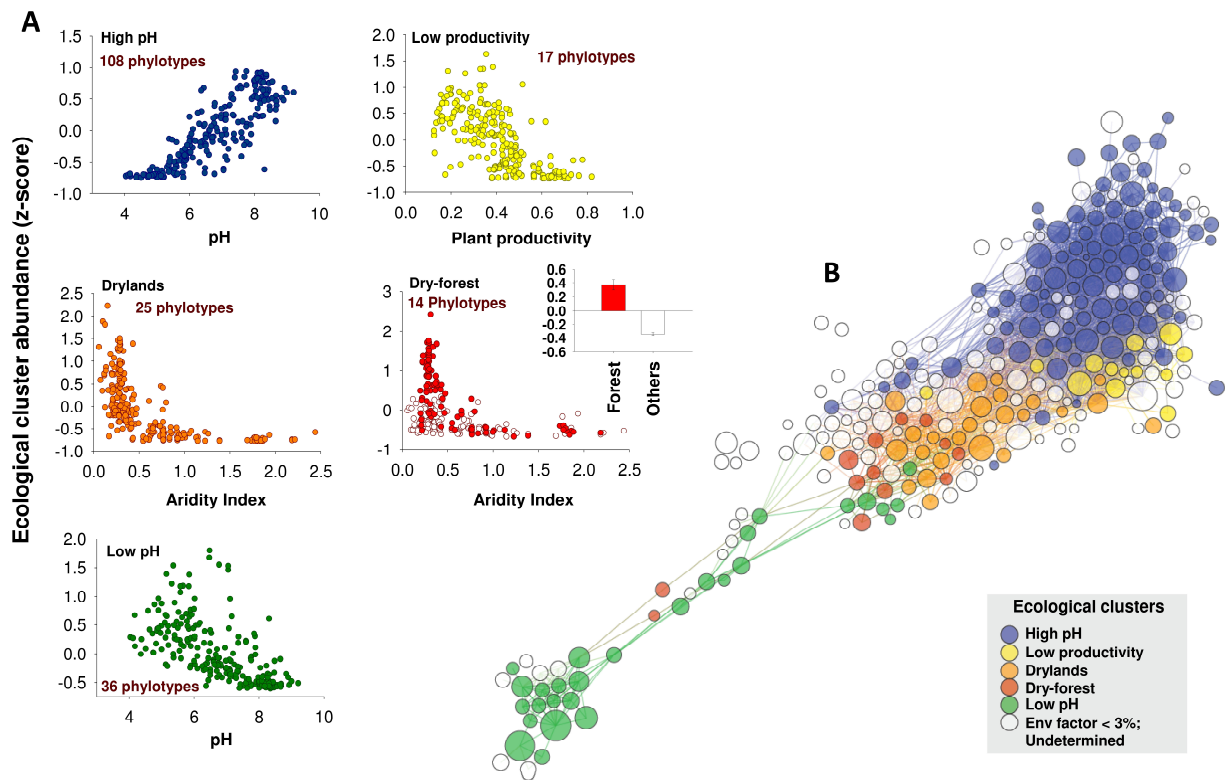 A
Ecological cluster abundance (z-score)
High pH
108 phylotypes
1.5
1.0
0.5
0.0
-0.5
-1.0
4 6 8 10
pH
Low productivity
17 phylotypes
2.0
1.5
1.0
0.5
0.0
-0.5
-1.0
0.0 0.2 0.4 0.6 0.8 1.0
Plant productivity
Drylands
25 phylotypes
2.5
2.0
1.5
1.0
0.5
0.0
-0.5
-1.0
0.0 0.5 1.0 1.5 2.0 2.5
Aridity Index
Dry-forest
14 Phylotypes
3
2
1
0
-1
0.0 0.5 1.0 1.5 2.0 2.5
Aridity Index
0.6
0.4
0.2
0.0
-0.2
-0.4
-0.6
Forest
Others
Low pH
36 phylotypes
2.0
1.5
1.0
0.5
0.0
-0.5
4 6 8 10
pH
B
Ecological clusters
High pH
Low productivity
Drylands
Dry-forest
Low pH
Env factor < 3%;
Undetermined